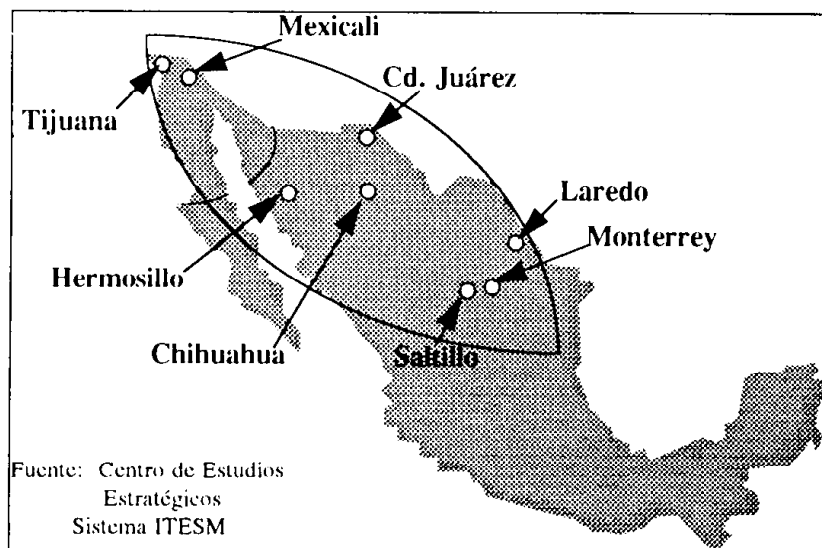 Mexicali
Cd. Juárez
Tijuana
Laredo
Monterrey
Hermosillo
Chihuahua
Saltillo
Fuente: Centro de Estudios
Estratégicos
Sistema ITESM